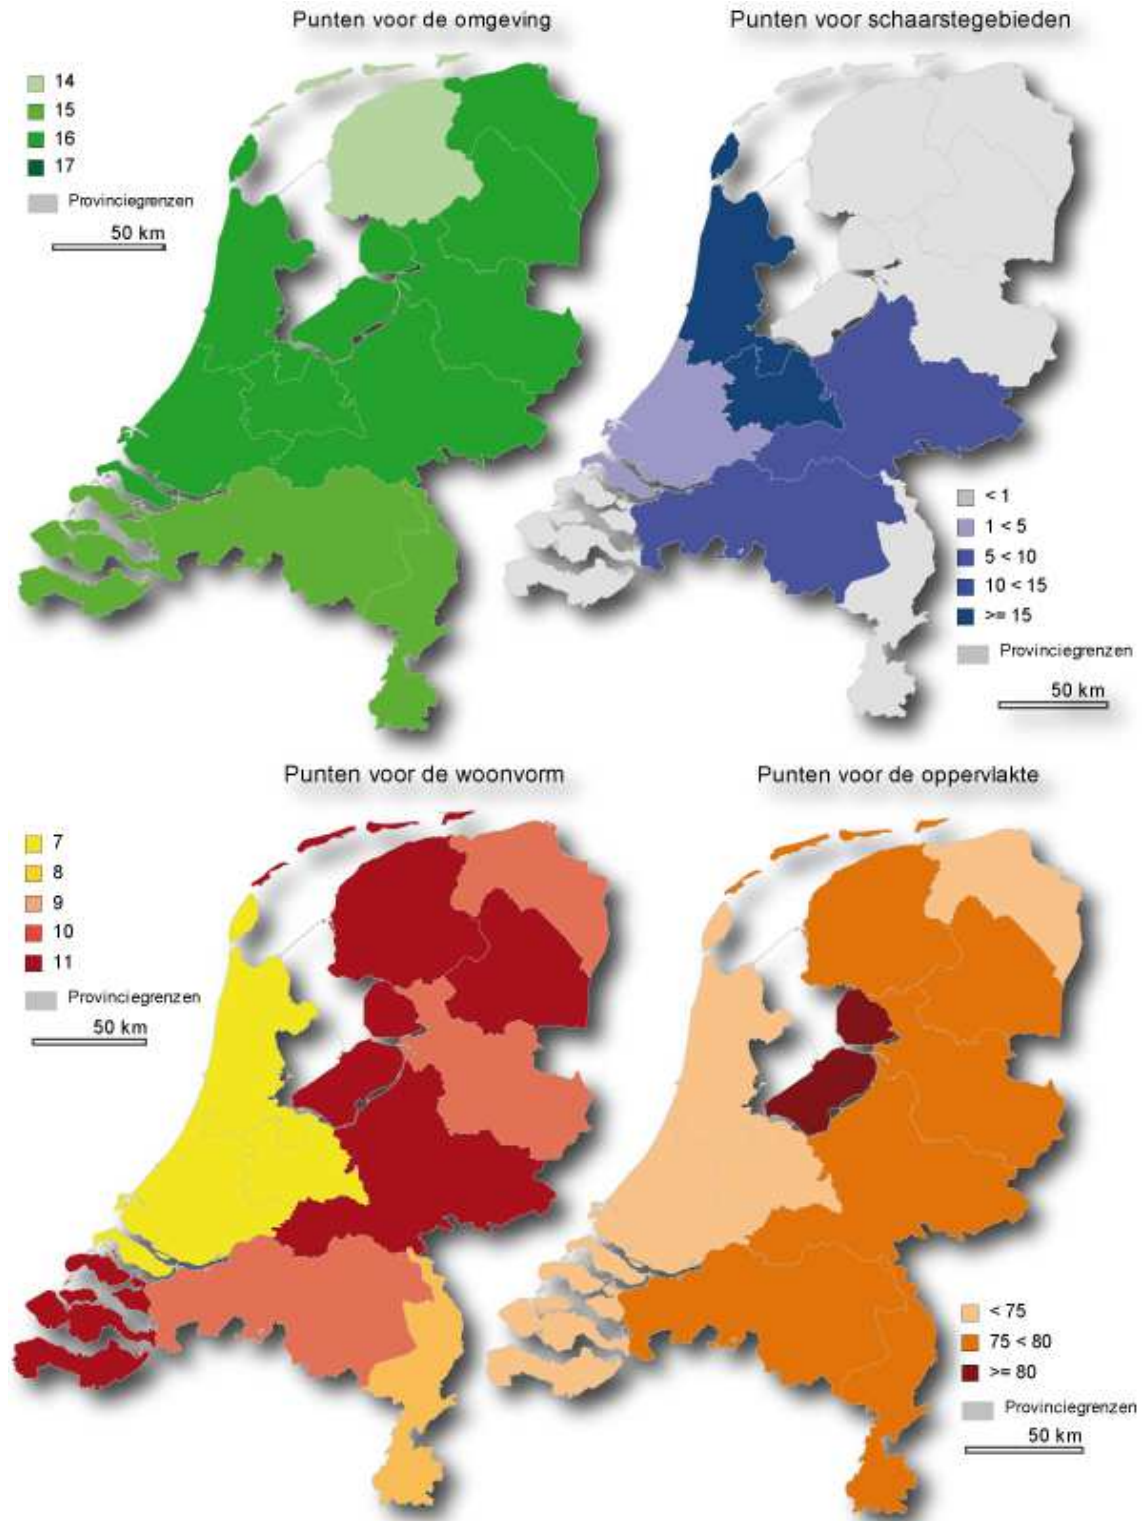 Punten voor de omgeving
14
15
16
17
Provinciegrenzen
50 km
Punten voor schaarstegebieden
< 1
1 < 5
5 < 10
10 < 15
>= 15
Provinciegrenzen
50 km
Punten voor de woonvorm
7
8
9
10
11
Provinciegrenzen
50 km
Punten voor de oppervlakte
< 75
75 < 80
>= 80
Provinciegrenzen
50 km